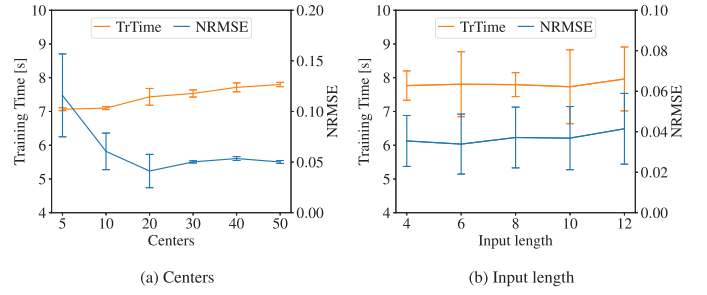 TrTime NRMSE
10
9
8
7
6
5
4
Training Time [s]
0.20
0.15
0.10
0.05
0.00
NRMSE
5 10 20 30 40 50
Centers
(a) Centers
TrTime NRMSE
10
9
8
7
6
5
4
Training Time [s]
0.10
0.08
0.06
0.04
0.02
0.00
NRMSE
4 6 8 10 12
Input length
(b) Input length